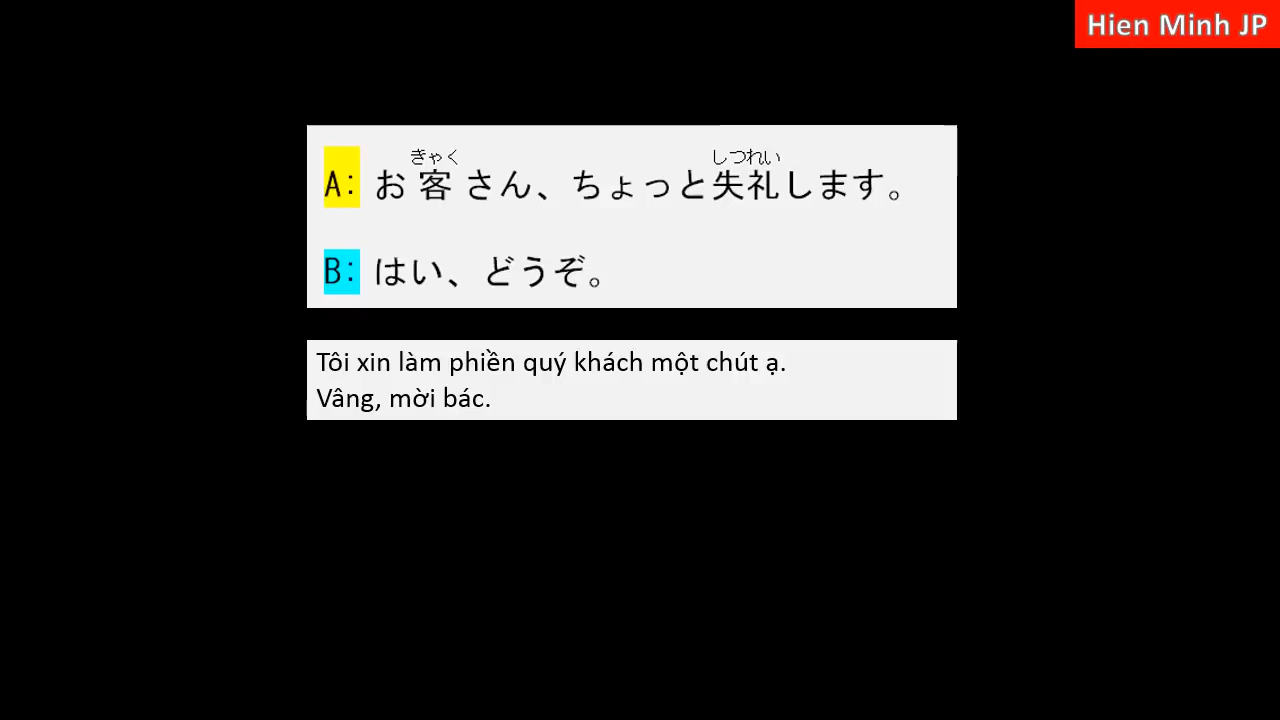 Hien Minh JP
きゃく しつれい
A: お客さん、ちょっと失礼します。
B: はい、どうぞ。
Tôi xin làm phiền quý khách một chút ạ.
Vâng, mời bác.